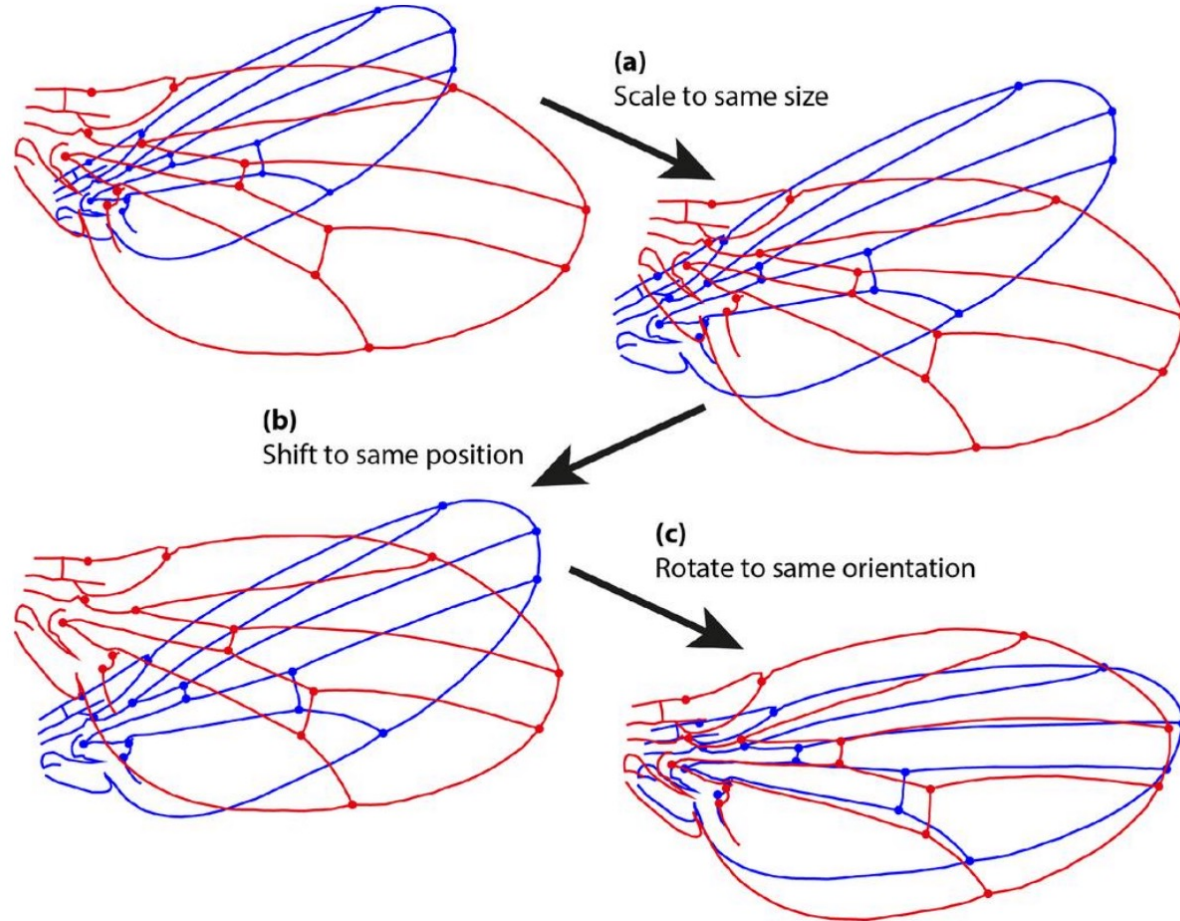 (a)
Scale to same size
(b)
Shift to same position
(c)
Rotate to same orientation